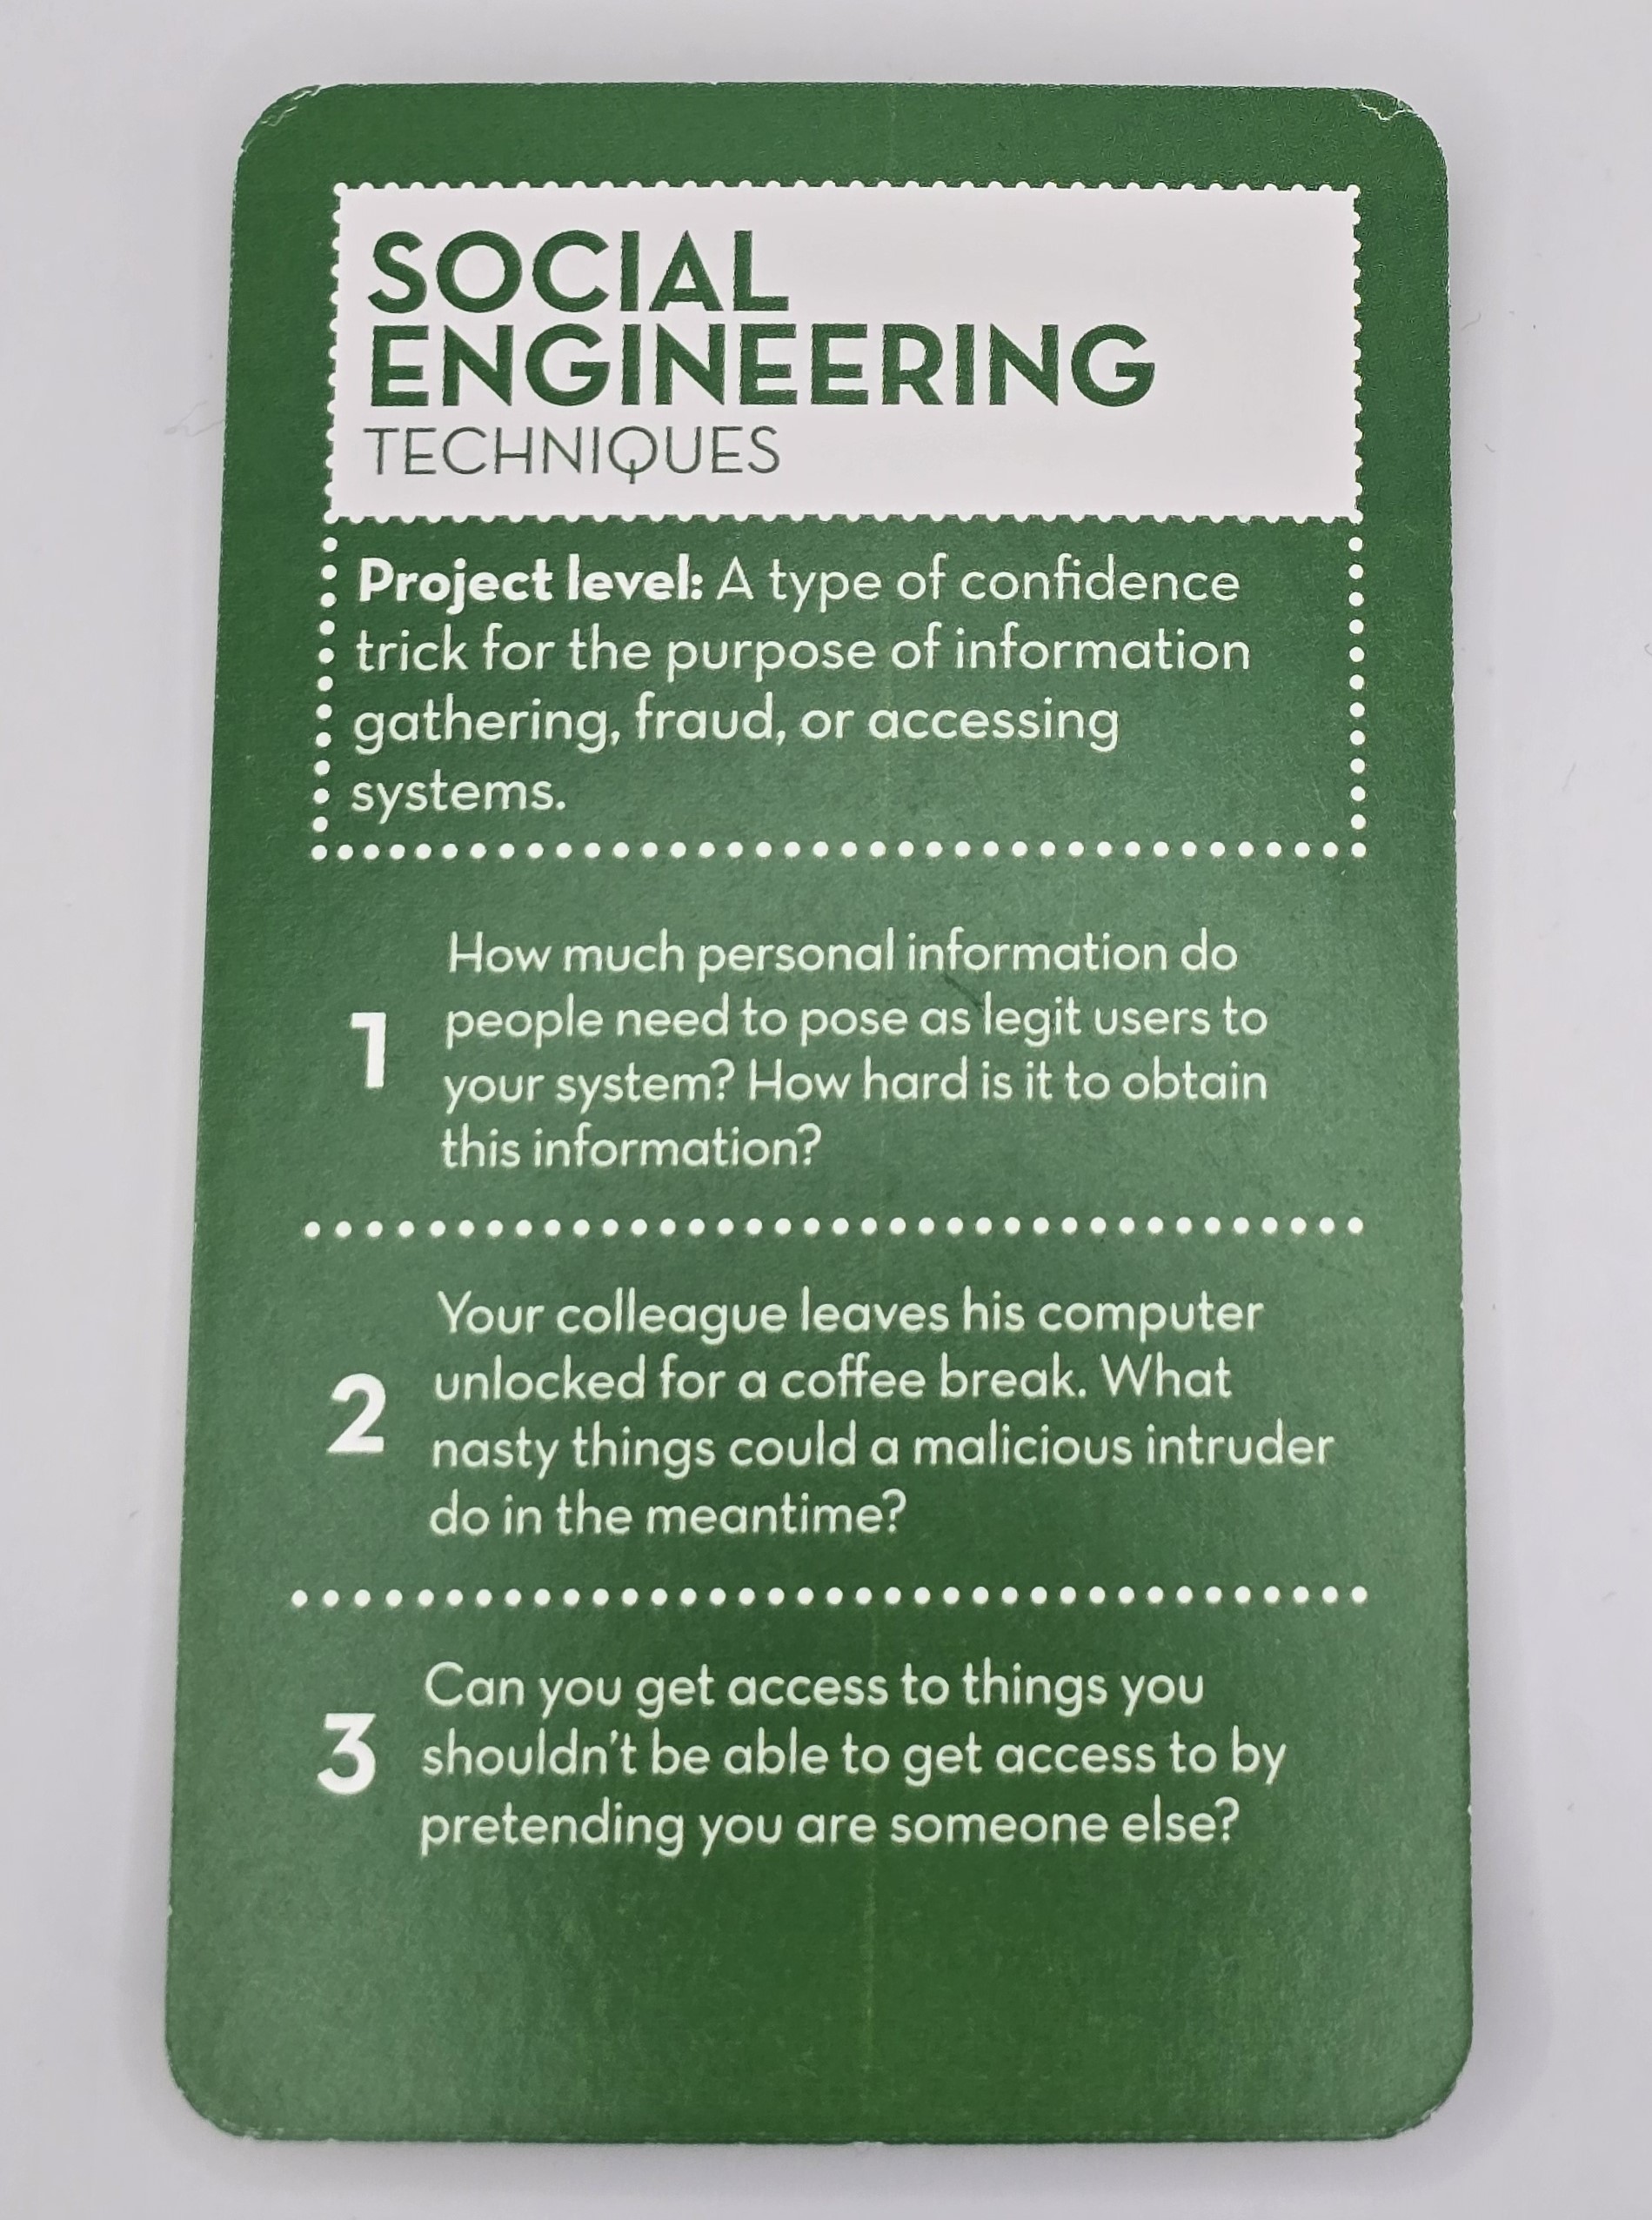 SOCIAL
ENGINEERING
TECHNIQUES
Project level: A type of confidence
trick for the purpose of information
gathering, fraud, or accessing
systems.
1
How much personal information do
people need to pose as legit users to
your system? How hard is it to obtain
this information?
2
Your colleague leaves his computer
unlocked for a coffee break. What
nasty things could a malicious intruder
do in the meantime?
3
Can you get access to things you
shouldn't be able to get access to by
pretending you are someone else?